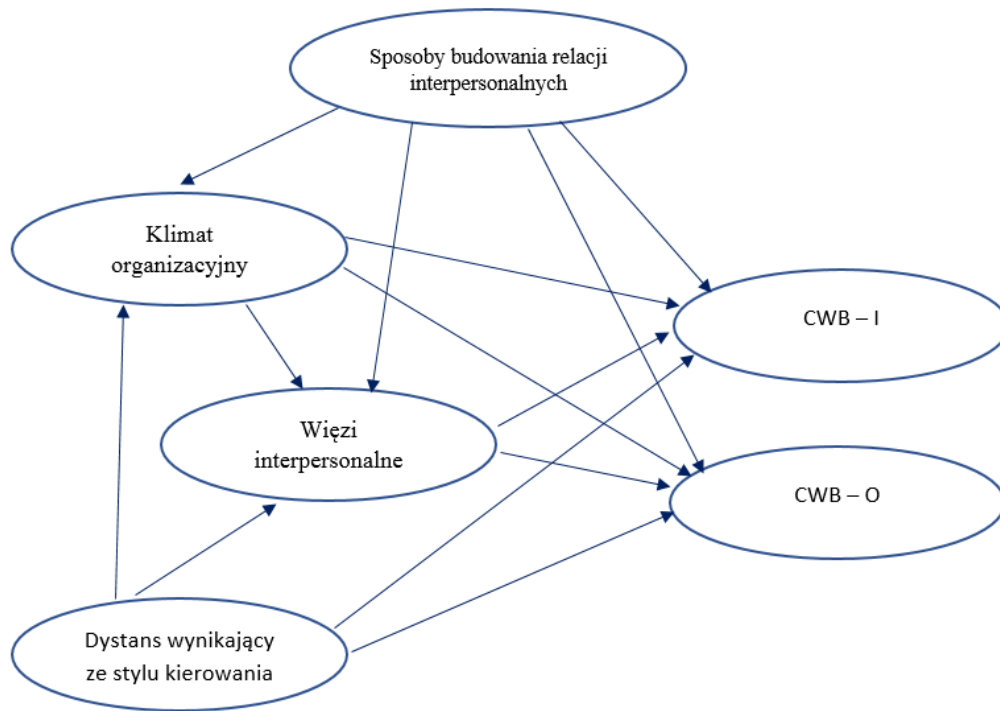 Sposoby budowania relacji
interpersonalnych
Klimat
organizacyjny
CWB – I
Więzi
interpersonalne
CWB – O
Dystans wynikający
ze stylu kierowania